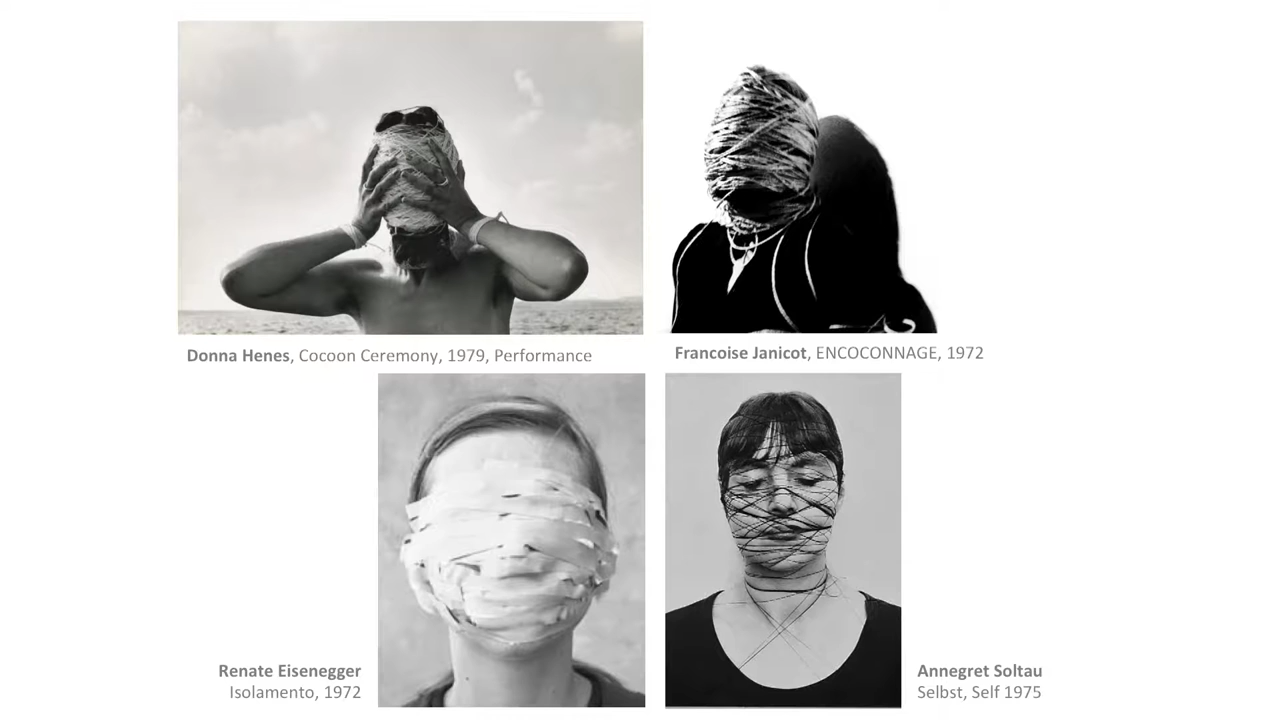 Donna Henes, Cocoon Ceremony, 1979, Performance
Francoise Janicot, ENCOCONNAGE, 1972
Renate Eisenegger
Isolamento, 1972
Annegret Soltau
Selbst, Self 1975